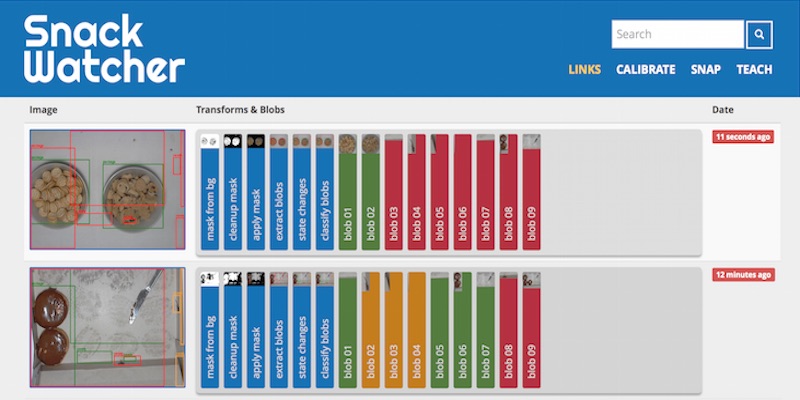 Snack
Watcher
Search
LINKS CALIBRATE SNAP TEACH
Image Transforms & Blobs Date
mask from bg
cleanup mask
apply mask
extract blobs
state changes
classify blobs
blob 01
blob 02
blob 03
blob 04
blob 05
blob 06
blob 07
blob 08
blob 09
11 seconds ago
mask from bg
cleanup mask
apply mask
extract blobs
state changes
classify blobs
blob 01
blob 02
blob 03
blob 04
blob 05
blob 06
blob 07
blob 08
blob 09
12 minutes ago